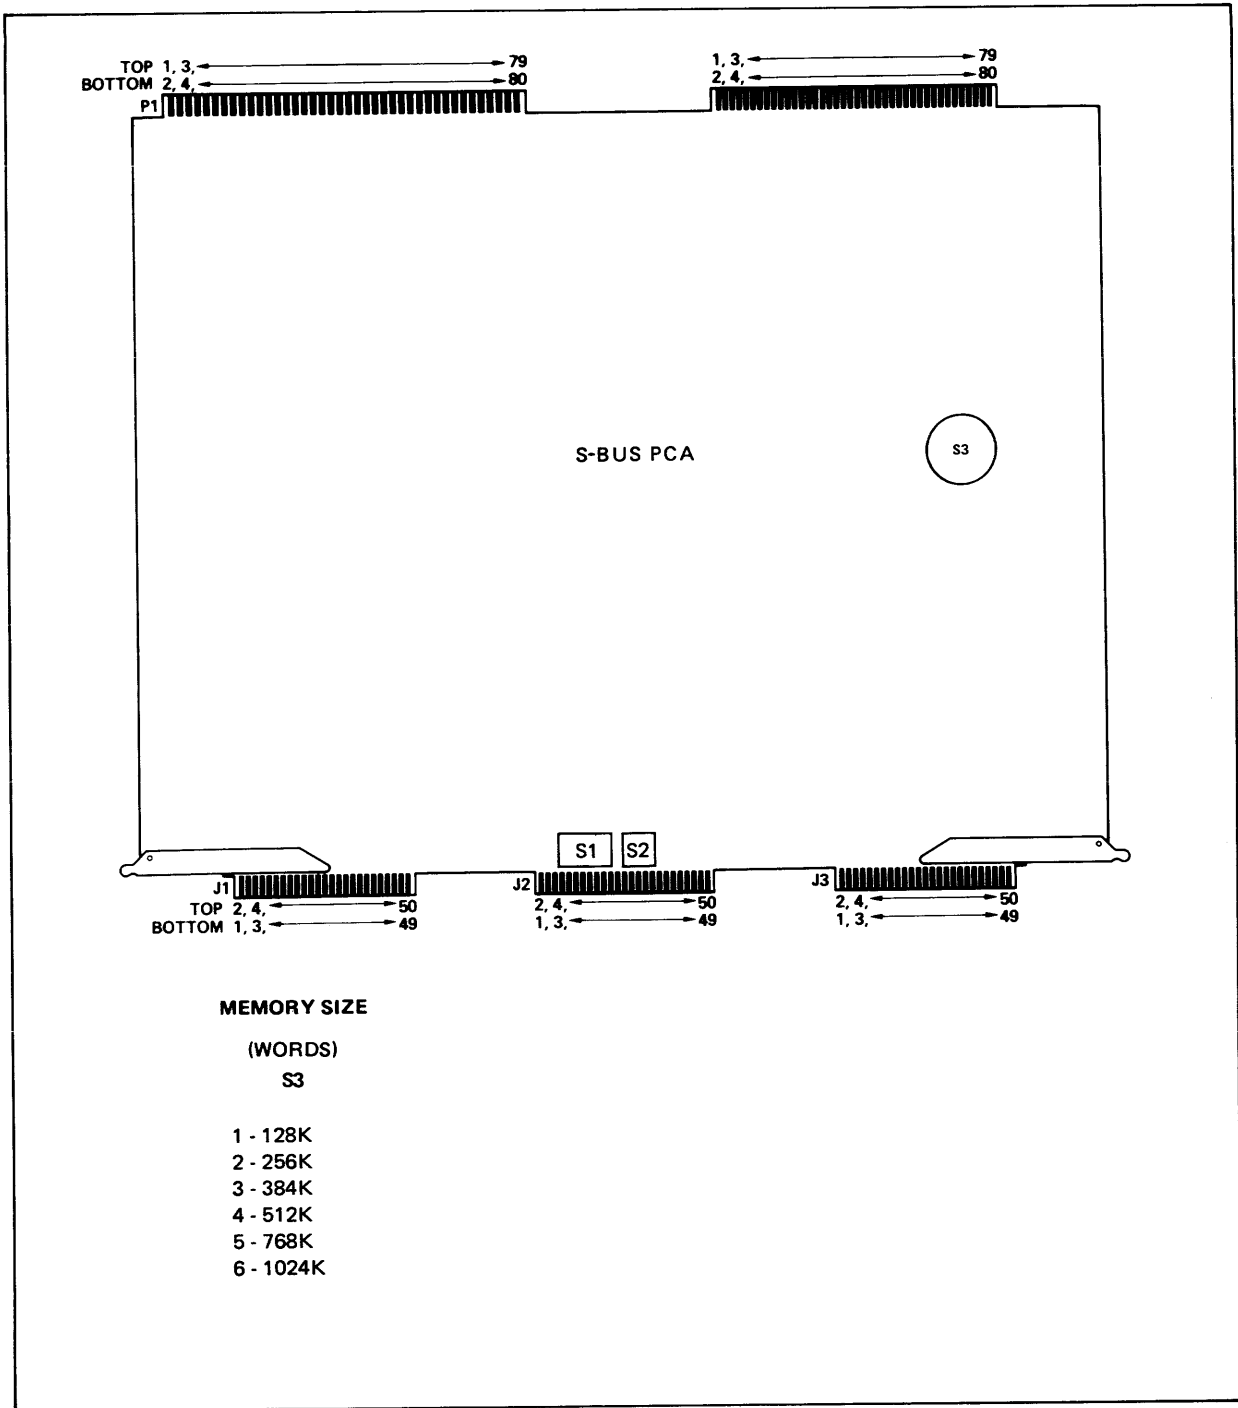 TOP 1, 3, 79
BOTTOM 2, 4, 80
P1
1, 3, 79
2, 4, 80
S-BUS PCA
S3
S1 S2
J1
TOP 2, 4, 50
BOTTOM 1, 3, 49
J2
2, 4, 50
1, 3, 49
J3
2, 4, 50
1, 3, 49
MEMORY SIZE
(WORDS)
S3
1 - 128K
2 - 256K
3 - 384K
4 - 512K
5 - 768K
6 - 1024K